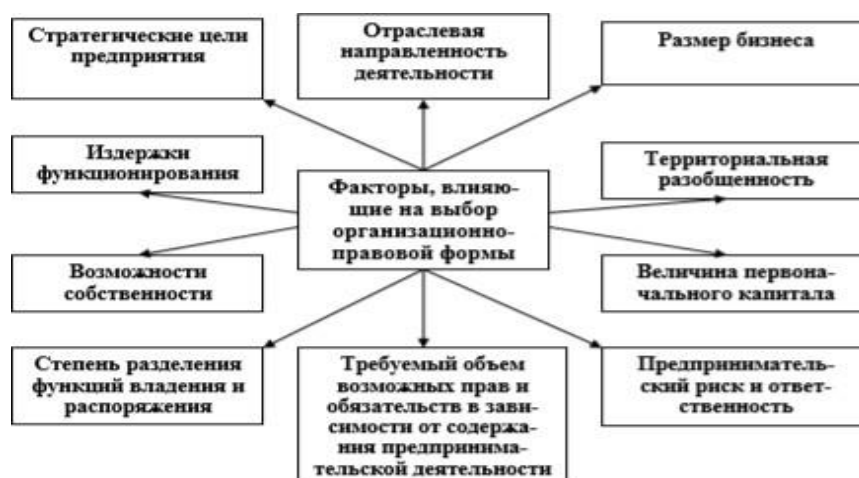 Стратегические цели
предприятия
Отраслевая
направленность
деятельности
Размер бизнеса
Издержки
функционирования
Факторы, влияю-
щие на выбор
организационно-
правовой формы
Территориальная
разобщенность
Возможности
собственности
Величина первона-
чального капитала
Степень разделения
функций владения и
распоряжения
Требуемый объем
возможных прав и
обязательств в зави-
симости от содержа-
ния предпринима-
тельской деятельности
Предприниматель-
ский риск и ответ-
ственность